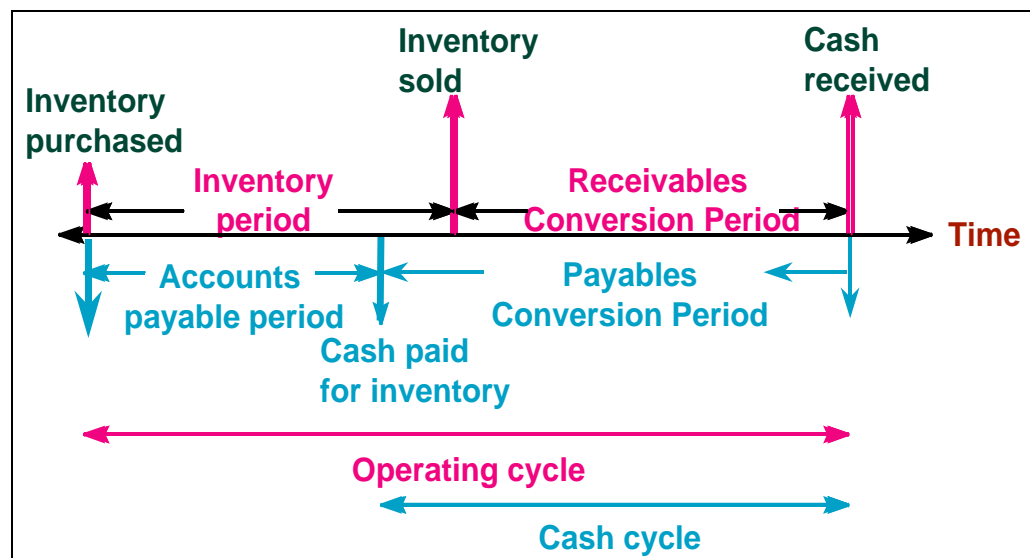 Inventory
purchased
Inventory
sold
Cash
received
Inventory
period
Receivables
Conversion Period
Time
Accounts
payable period
Payables
Conversion Period
Cash paid
for inventory
Operating cycle
Cash cycle